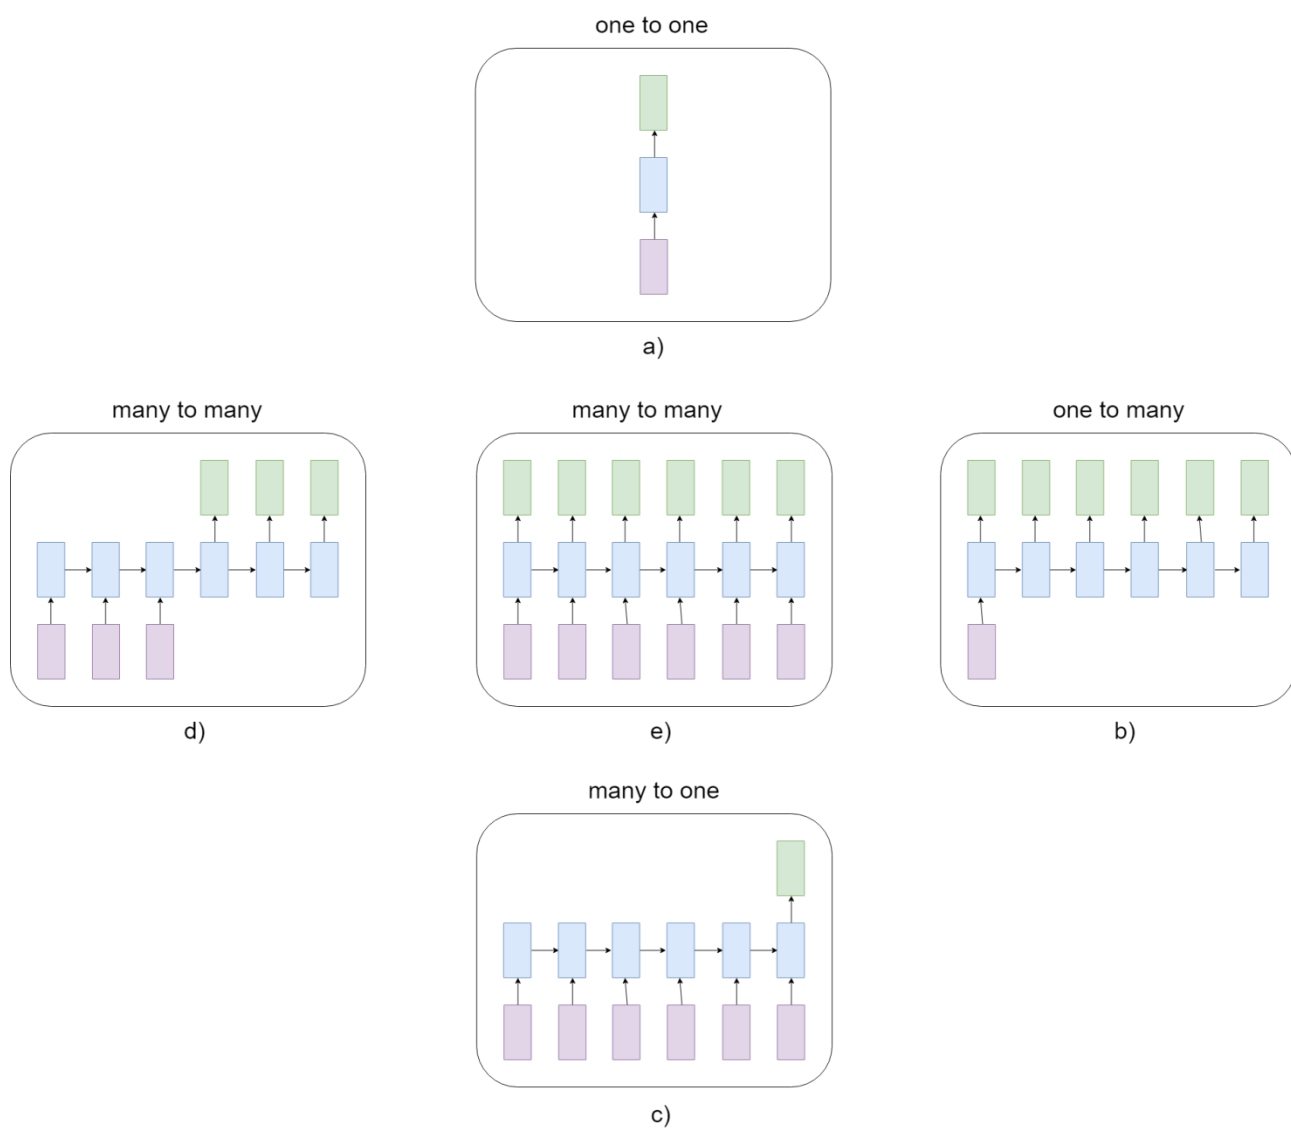 one to one
a)
many to many
many to many
one to many
d)
e)
b)
many to one
c)